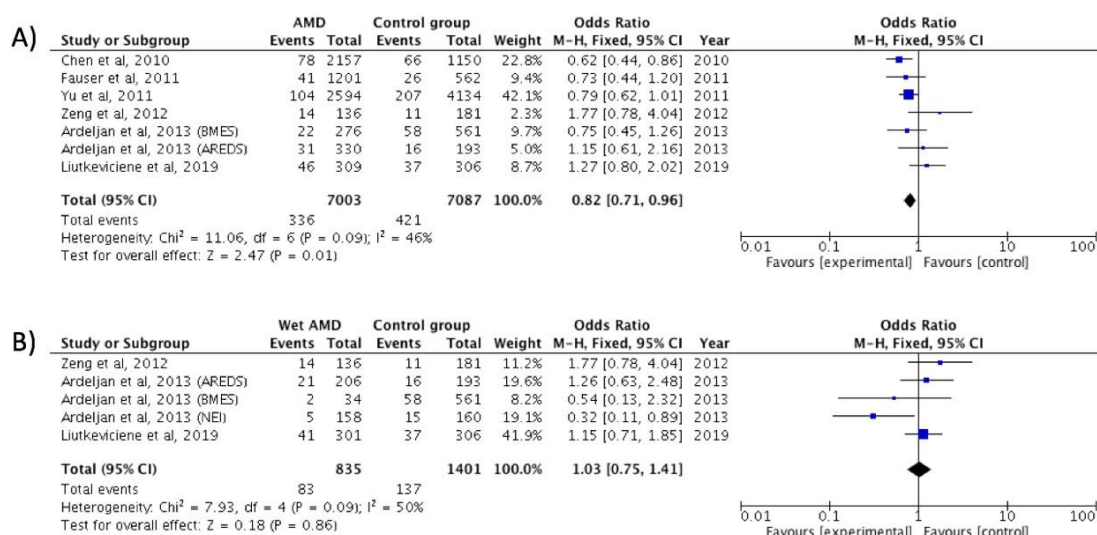 A)
AMD Control group Odds Ratio Odds Ratio
Study or Subgroup Events Total Events Total Weight M-H, Fixed, 95% CI Year M-H, Fixed, 95% CI
Chen et al, 2010 78 2157 66 1150 22.8% 0.62 [0.44, 0.86] 2010
Fauser et al, 2011 41 1201 26 562 9.4% 0.73 [0.44, 1.20] 2011
Yu et al, 2011 104 2594 207 4134 42.1% 0.79 [0.62, 1.01] 2011
Zeng et al, 2012 14 136 11 181 2.3% 1.77 [0.78, 4.04] 2012
Ardeljan et al, 2013 (BMES) 22 276 58 561 9.7% 0.75 [0.45, 1.26] 2013
Ardeljan et al, 2013 (AREDS) 31 330 16 193 5.0% 1.15 [0.61, 2.16] 2013
Liutkeviciene et al, 2019 46 309 37 306 8.7% 1.27 [0.80, 2.02] 2019
Total (95% CI) 7003 7087 100.0% 0.82 [0.71, 0.96]
Total events 336 421
Heterogeneity: Chi² = 11.06, df = 6 (P = 0.09); I² = 46%
Test for overall effect: Z = 2.47 (P = 0.01)
0.01 0.1 1 10 100
Favours [experimental] Favours [control]
B)
Wet AMD Control group Odds Ratio Odds Ratio
Study or Subgroup Events Total Events Total Weight M-H, Fixed, 95% CI Year M-H, Fixed, 95% CI
Zeng et al, 2012 14 136 11 181 11.2% 1.77 [0.78, 4.04] 2012
Ardeljan et al, 2013 (AREDS) 21 206 16 193 19.6% 1.26 [0.63, 2.48] 2013
Ardeljan et al, 2013 (BMES) 2 34 58 561 8.2% 0.54 [0.13, 2.32] 2013
Ardeljan et al, 2013 (NEI) 5 158 15 160 19.1% 0.32 [0.11, 0.89] 2013
Liutkeviciene et al, 2019 41 301 37 306 41.9% 1.15 [0.71, 1.85] 2019
Total (95% CI) 835 1401 100.0% 1.03 [0.75, 1.41]
Total events 83 137
Heterogeneity: Chi² = 7.93, df = 4 (P = 0.09); I² = 50%
Test for overall effect: Z = 0.18 (P = 0.86)
0.01 0.1 1 10 100
Favours [experimental] Favours [control]